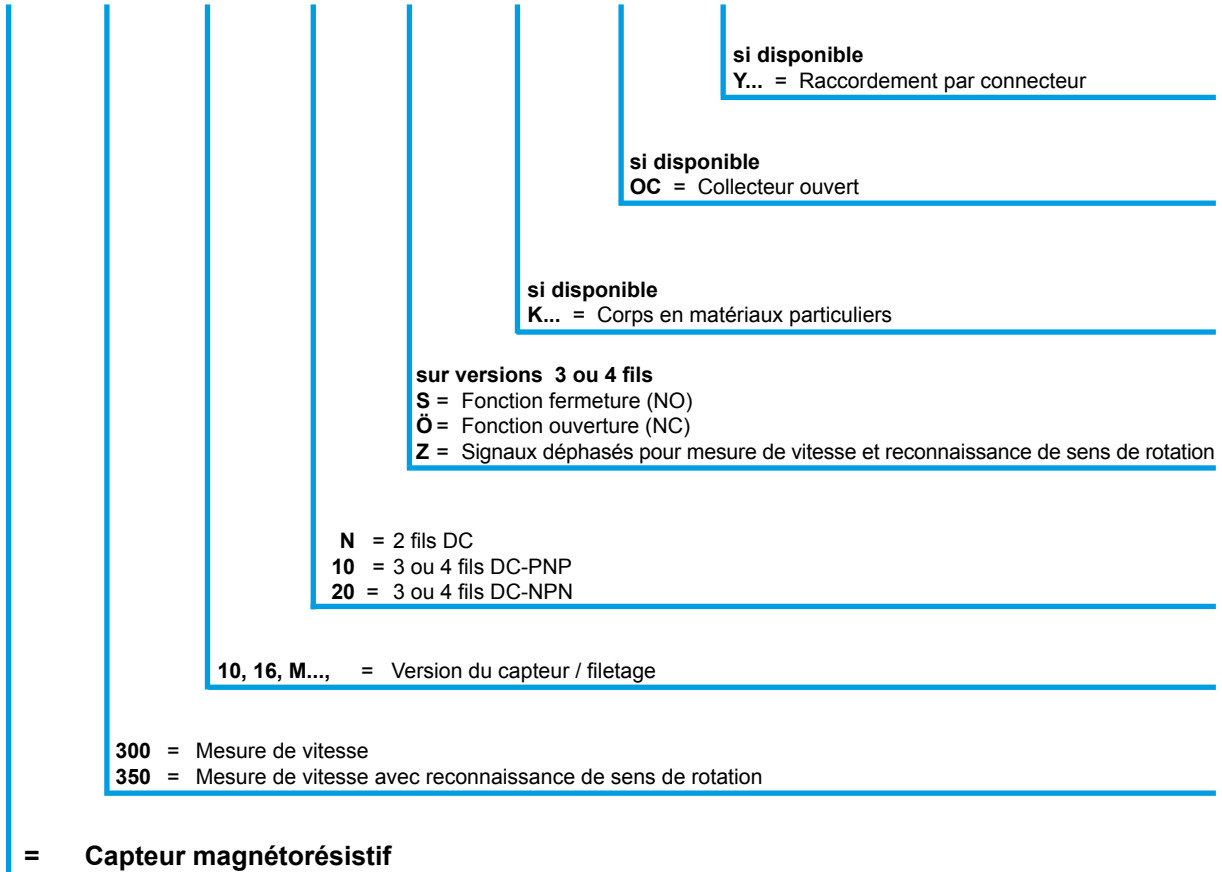 si disponible
Y... = Raccordement par connecteur
si disponible
OC = Collecteur ouvert
si disponible
K... = Corps en matériaux particuliers
sur versions 3 ou 4 fils
S = Fonction fermeture (NO)
Ö = Fonction ouverture (NC)
Z = Signaux déphasés pour mesure de vitesse et reconnaissance de sens de rotation
N = 2 fils DC
10 = 3 ou 4 fils DC-PNP
20 = 3 ou 4 fils DC-NPN
10, 16, M..., = Version du capteur / filetage
300 = Mesure de vitesse
350 = Mesure de vitesse avec reconnaissance de sens de rotation
= Capteur magnétorésistif